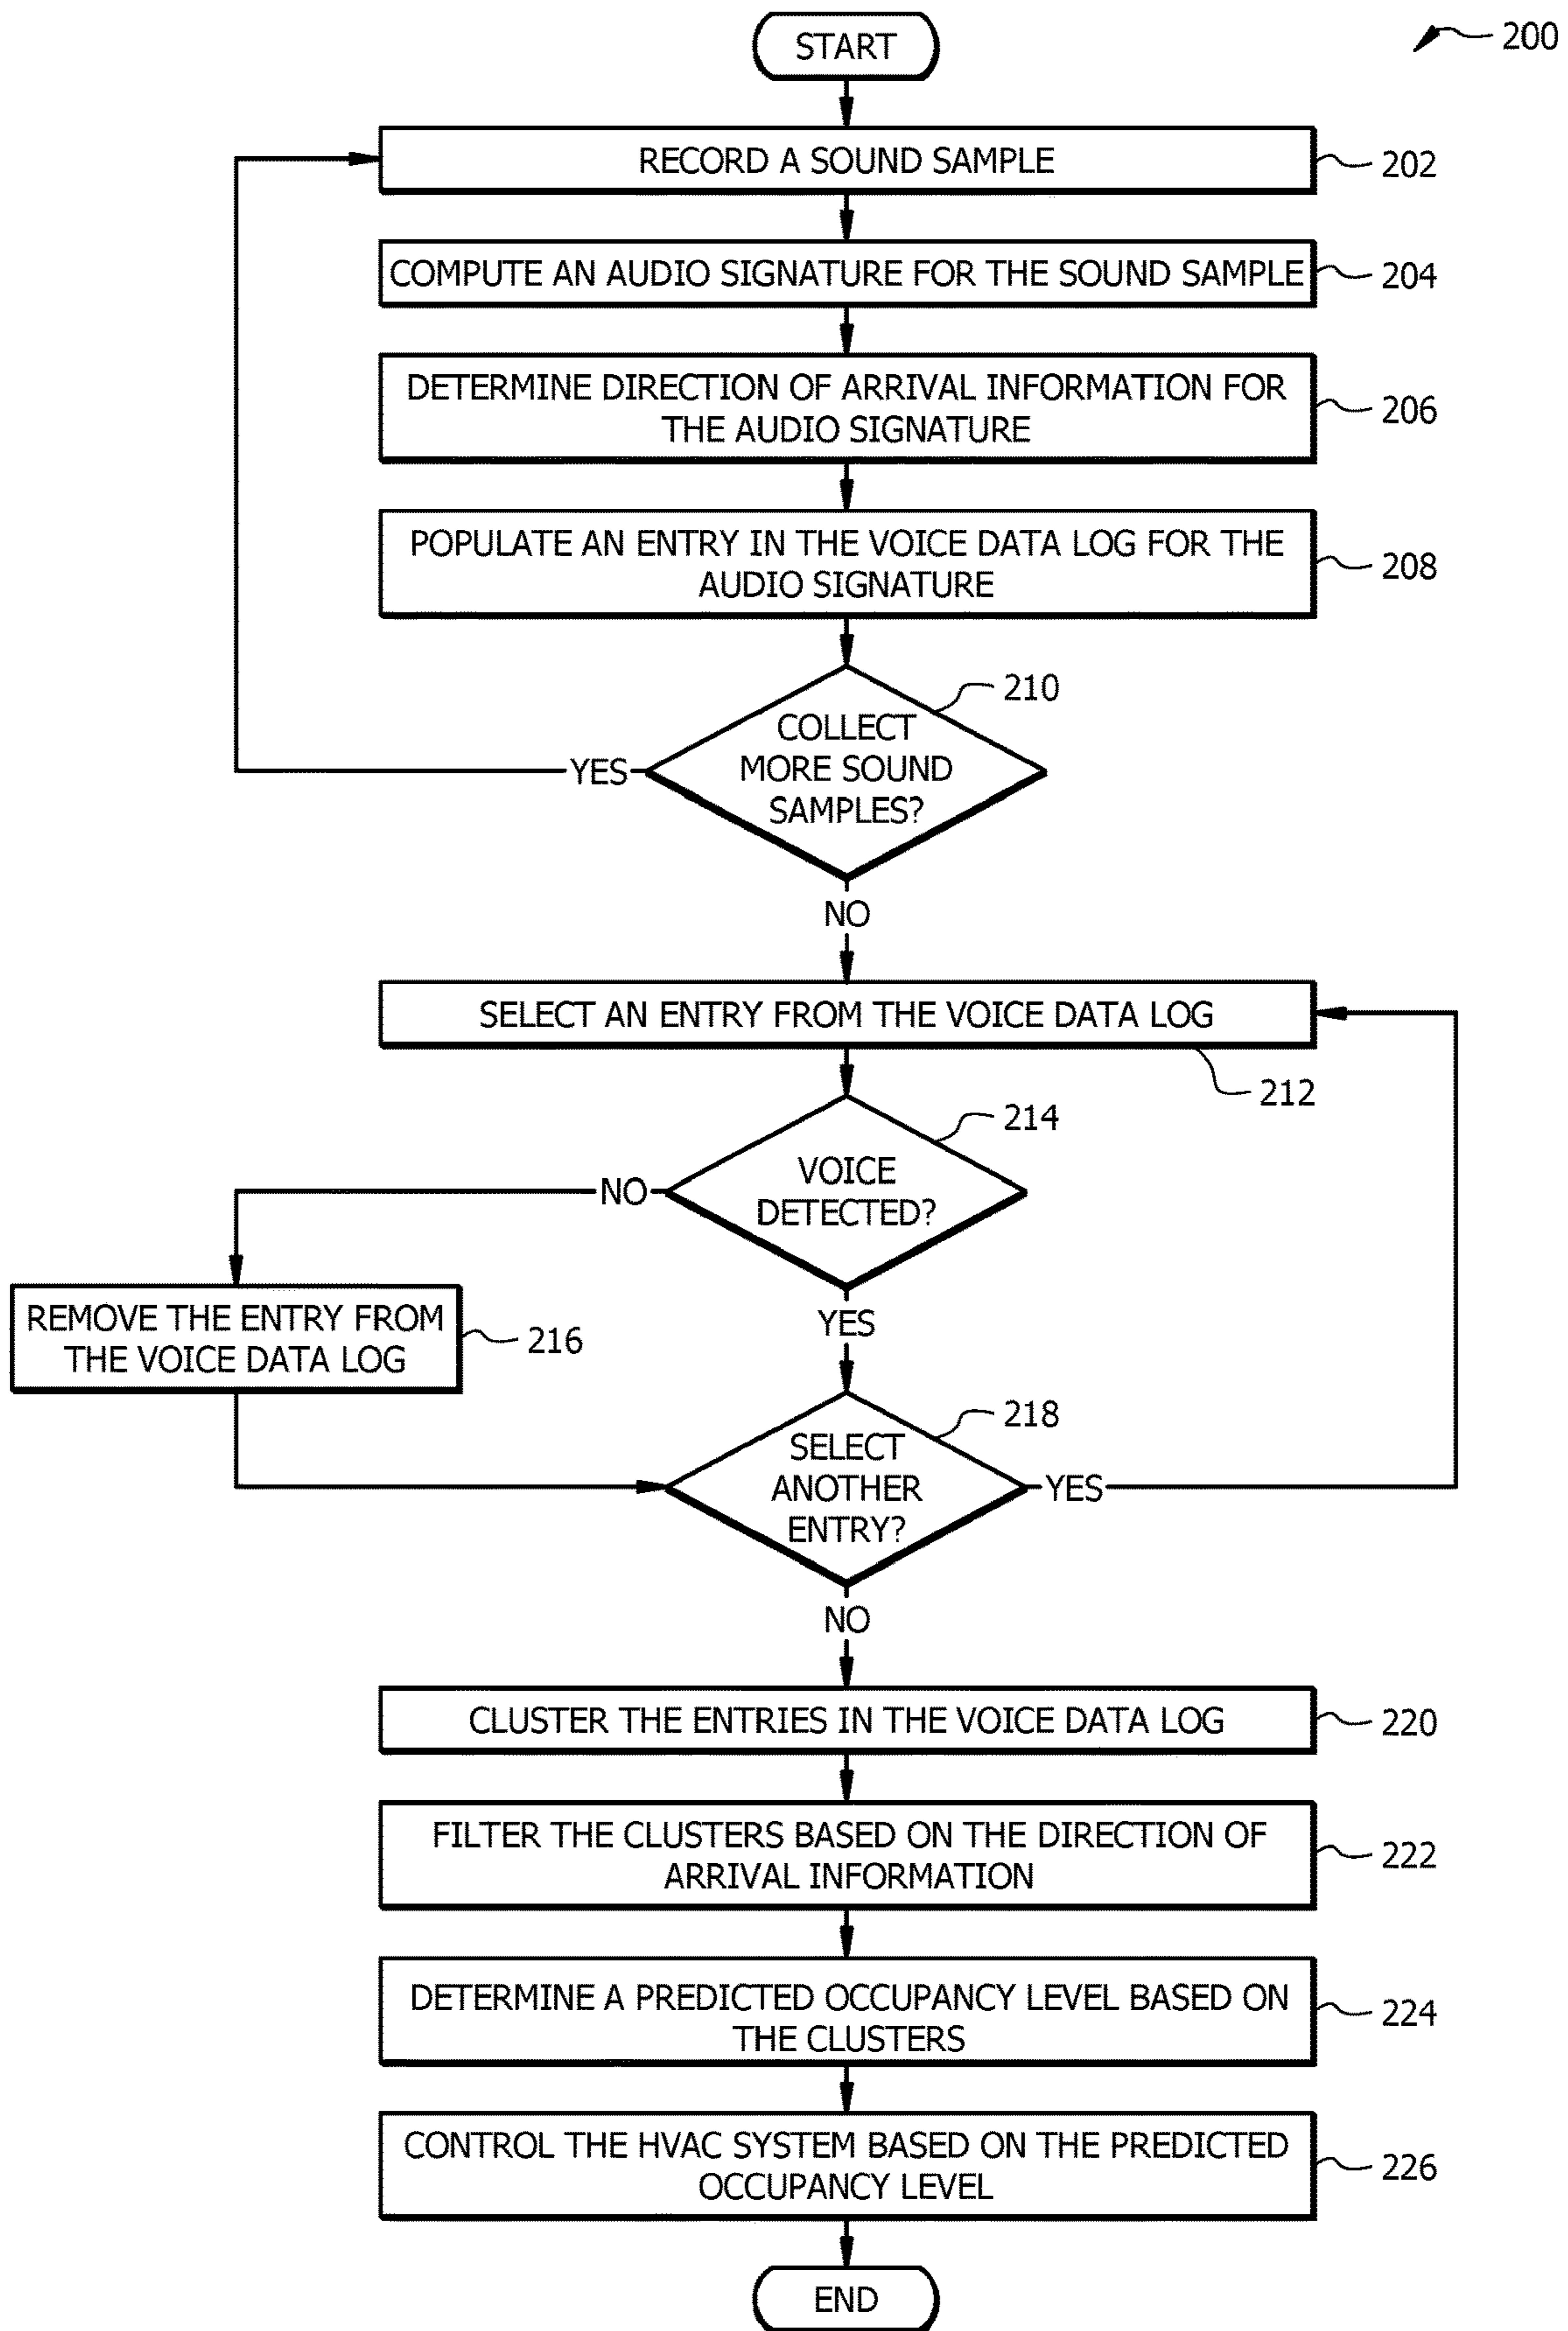 START
200
RECORD A SOUND SAMPLE
202
COMPUTE AN AUDIO SIGNATURE FOR THE SOUND SAMPLE
204
DETERMINE DIRECTION OF ARRIVAL INFORMATION FOR
THE AUDIO SIGNATURE
206
POPULATE AN ENTRY IN THE VOICE DATA LOG FOR THE
AUDIO SIGNATURE
208
210
COLLECT
MORE SOUND
SAMPLES?
YES
NO
SELECT AN ENTRY FROM THE VOICE DATA LOG
212
214
VOICE
DETECTED?
NO
YES
REMOVE THE ENTRY FROM
THE VOICE DATA LOG
216
218
SELECT
ANOTHER
ENTRY?
YES
NO
CLUSTER THE ENTRIES IN THE VOICE DATA LOG
220
FILTER THE CLUSTERS BASED ON THE DIRECTION OF
ARRIVAL INFORMATION
222
DETERMINE A PREDICTED OCCUPANCY LEVEL BASED ON
THE CLUSTERS
224
CONTROL THE HVAC SYSTEM BASED ON THE PREDICTED
OCCUPANCY LEVEL
226
END